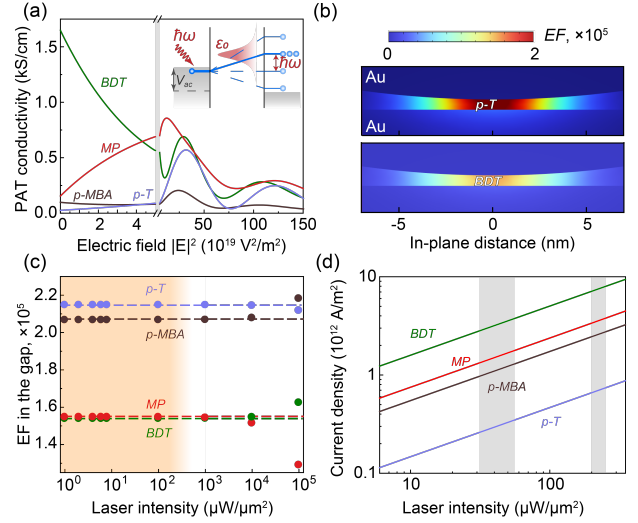 (a)
PAT conductivity (kS/cm)
1.5
1.0
0.5
0.0
BDT
MP
p-MBA
p-T
ħω
ε₀
ħω
V_ac
0 2 4 50 100 150
Electric field |E|² (10¹⁹ V²/m²)
(b)
EF, ×10⁵
0 2
Au
p-T
Au
BDT
-5 0 5
In-plane distance (nm)
(c)
EF in the gap, ×10⁵
2.2
2.0
1.8
1.6
1.4
p-T
p-MBA
MP
BDT
10⁰ 10¹ 10² 10³ 10⁴ 10⁵
Laser intensity (μW/μm²)
(d)
Current density (10¹² A/m²)
10
1
0.1
BDT
MP
p-MBA
p-T
10 100
Laser intensity (μW/μm²)